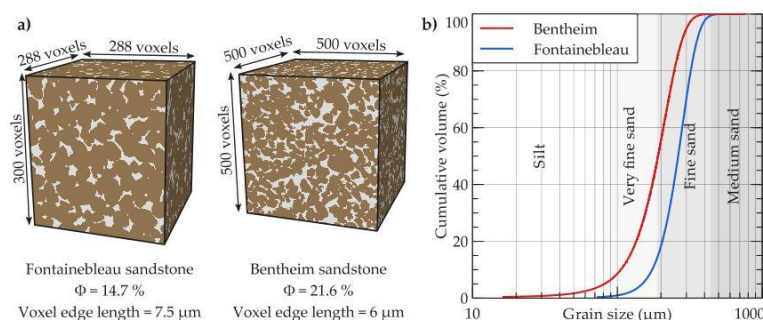 a)
288 voxels
288 voxels
300 voxels
Fontainebleau sandstone
Φ = 14.7 %
Voxel edge length = 7.5 μm
500 voxels
500 voxels
500 voxels
Bentheim sandstone
Φ = 21.6 %
Voxel edge length = 6 μm
b)
Bentheim
Fontainebleau
Cumulative volume (%)
100
80
60
40
20
0
Silt
Very fine sand
Fine sand
Medium sand
10
100
1000
Grain size (μm)